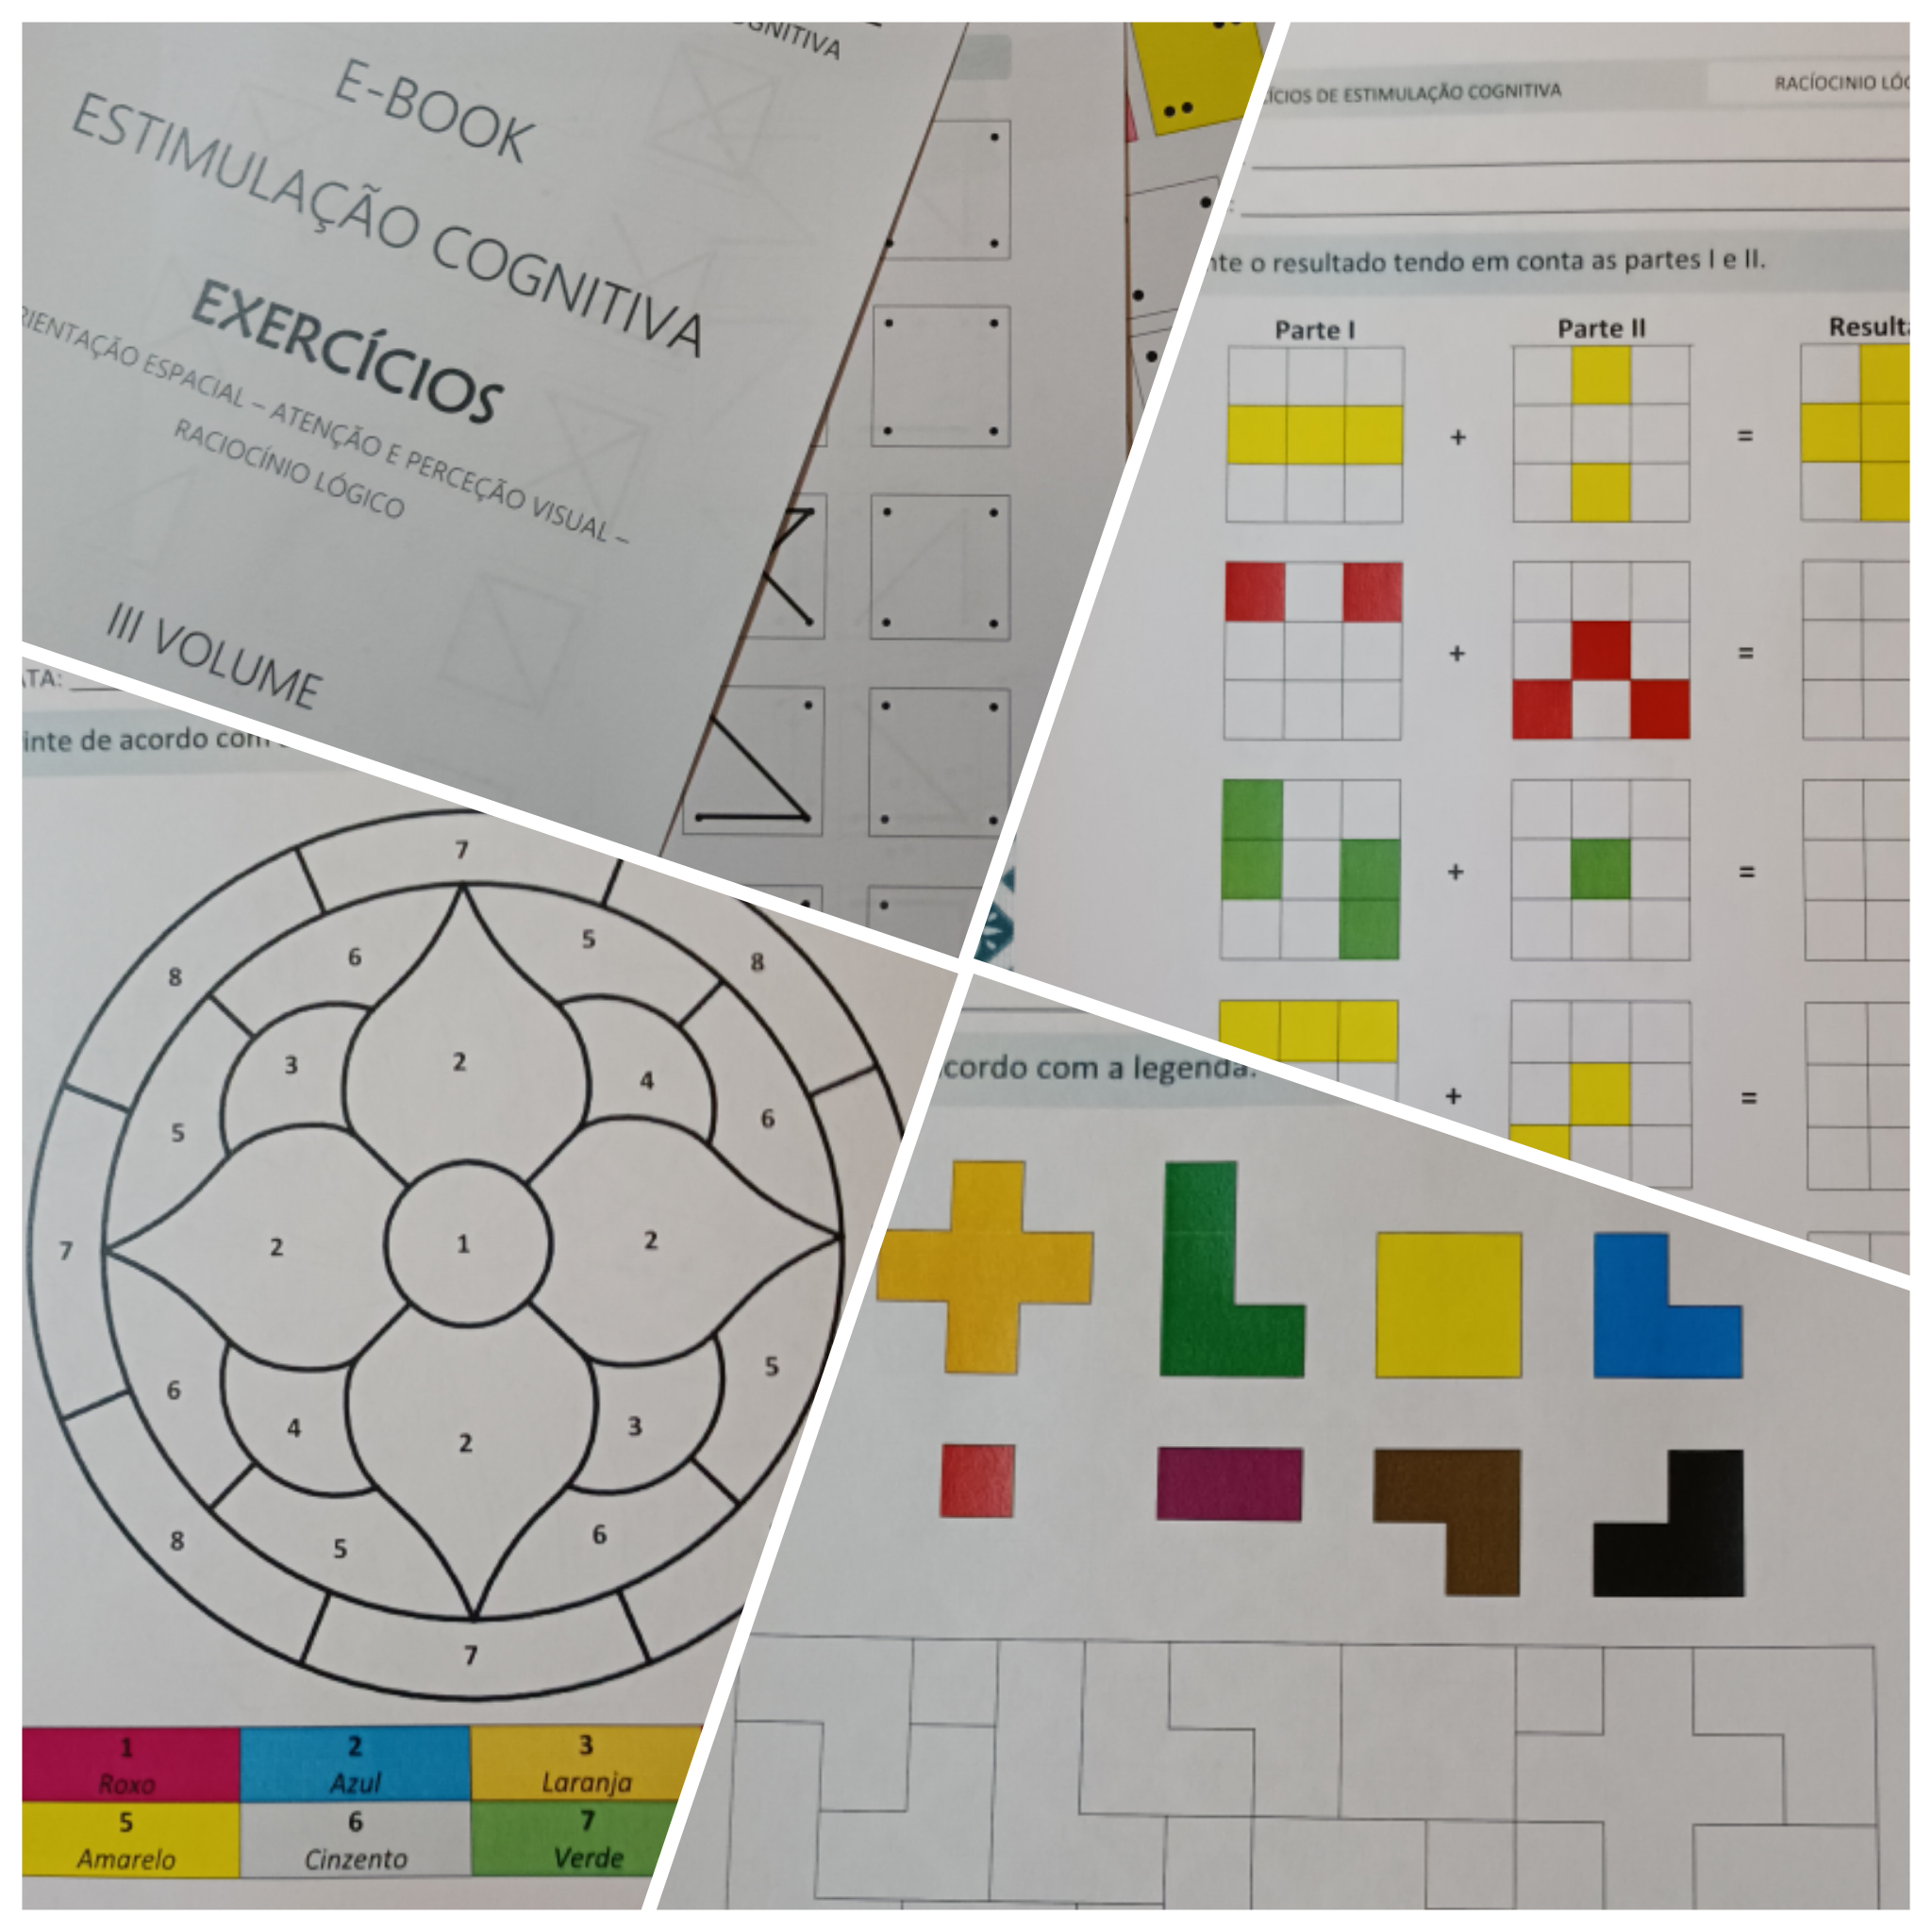 GNITIVA
E-BOOK
ESTIMULAÇÃO COGNITIVA
EXERCÍCIOS
RIENTAÇÃO ESPACIAL – ATENÇÃO E PERCEÇÃO VISUAL –
RACIOCÍNIO LÓGICO
III VOLUME
ÍCIOS DE ESTIMULAÇÃO COGNITIVA
RACÍOCINIO LÓG
nte o resultado tendo em conta as partes I e II.
Parte I Parte II Result
+ =
+ =
+ =
+ =
TA:
inte de acordo com
7
6 5
8 8
3 2 4
5 6
7 2 1 2
6 5
4 2 3
8 5 6
7
1 2 3
Roxo Azul Laranja
5 6 7
Amarelo Cinzento Verde
cordo com a legenda.